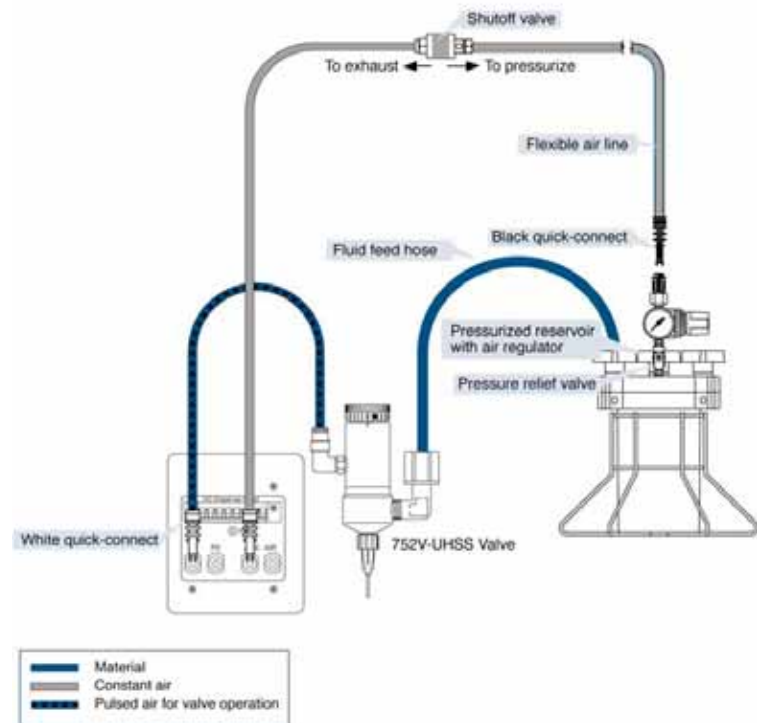 Shutoff valve
To exhaust
To pressurize
Flexible air line
Black quick-connect
Fluid feed hose
Pressurized reservoir
with air regulator
Pressure relief valve
White quick-connect
752V-UHSS Valve
Material
Constant air
Pulsed air for valve operation